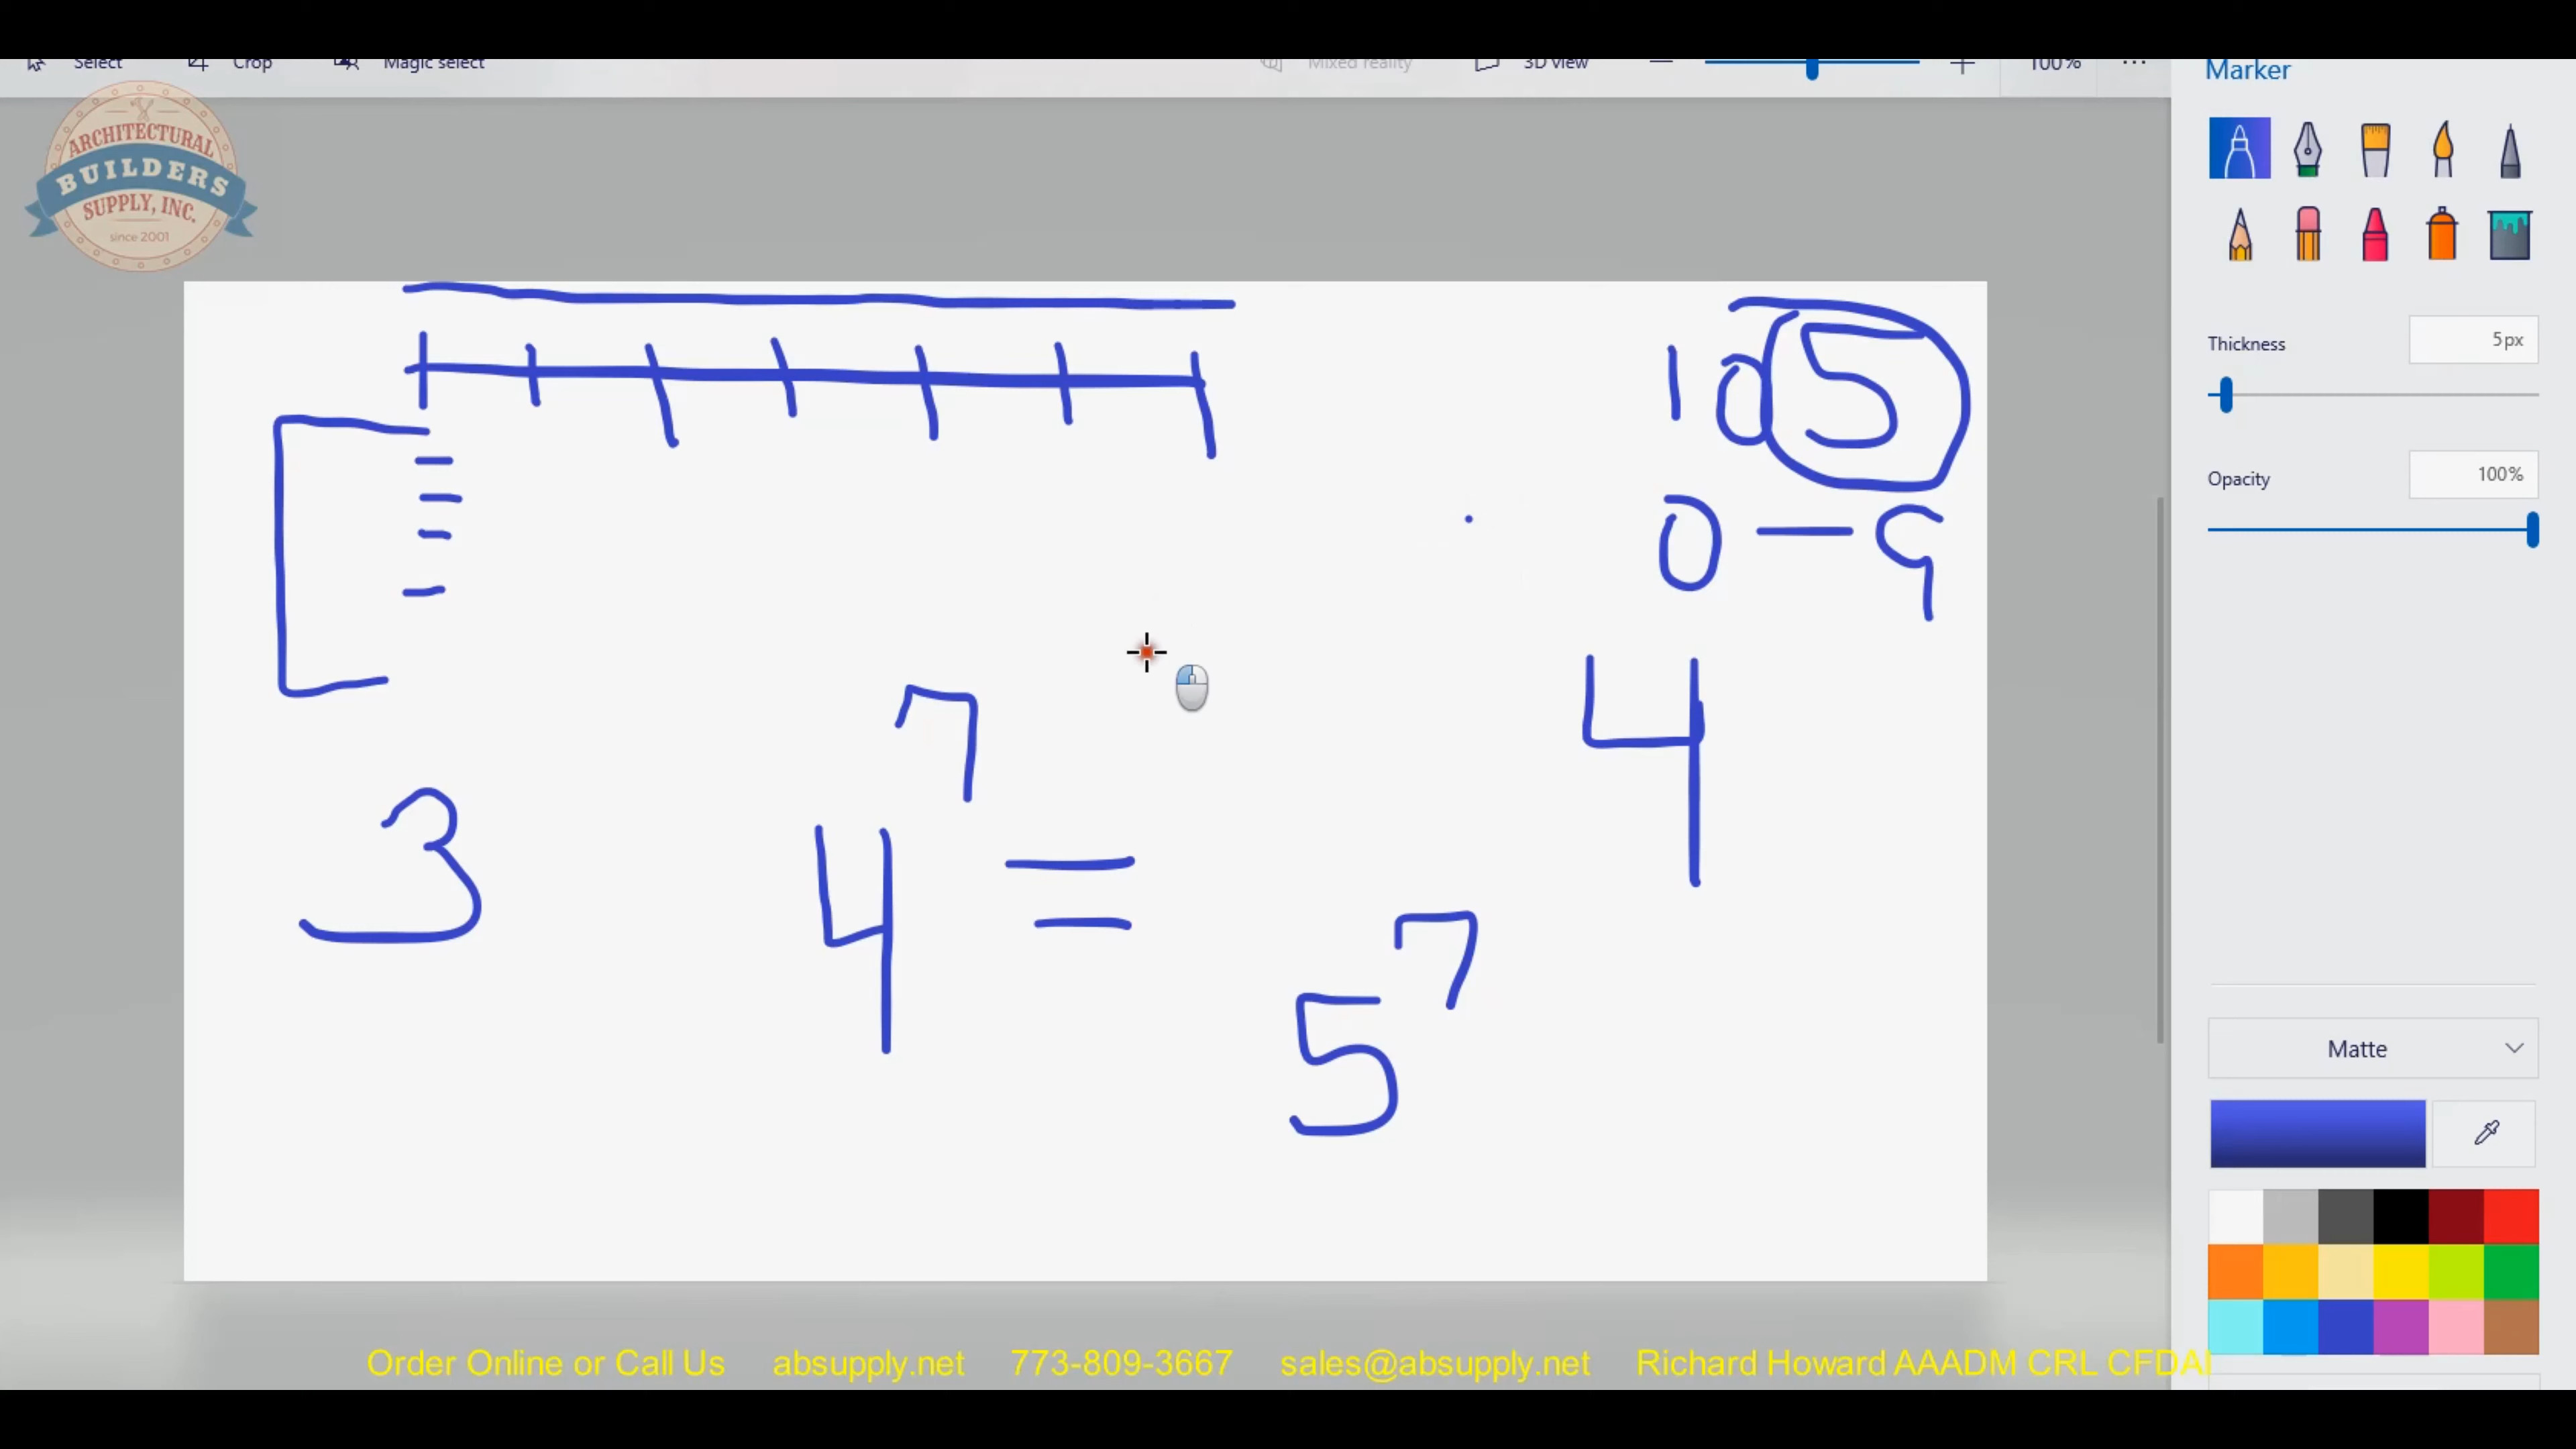 Select Crop Magic select Mixed reality 3D view 100% ...
Marker
ARCHITECTURAL
BUILDERS
SUPPLY, INC.
since 2001
105
0 — 9
Thickness 5px
Opacity 100%
4
3
4⁷ =
5⁷
Matte
Order Online or Call Us absupply.net 773-809-3667 sales@absupply.net Richard Howard AAADM CRL CFDAI